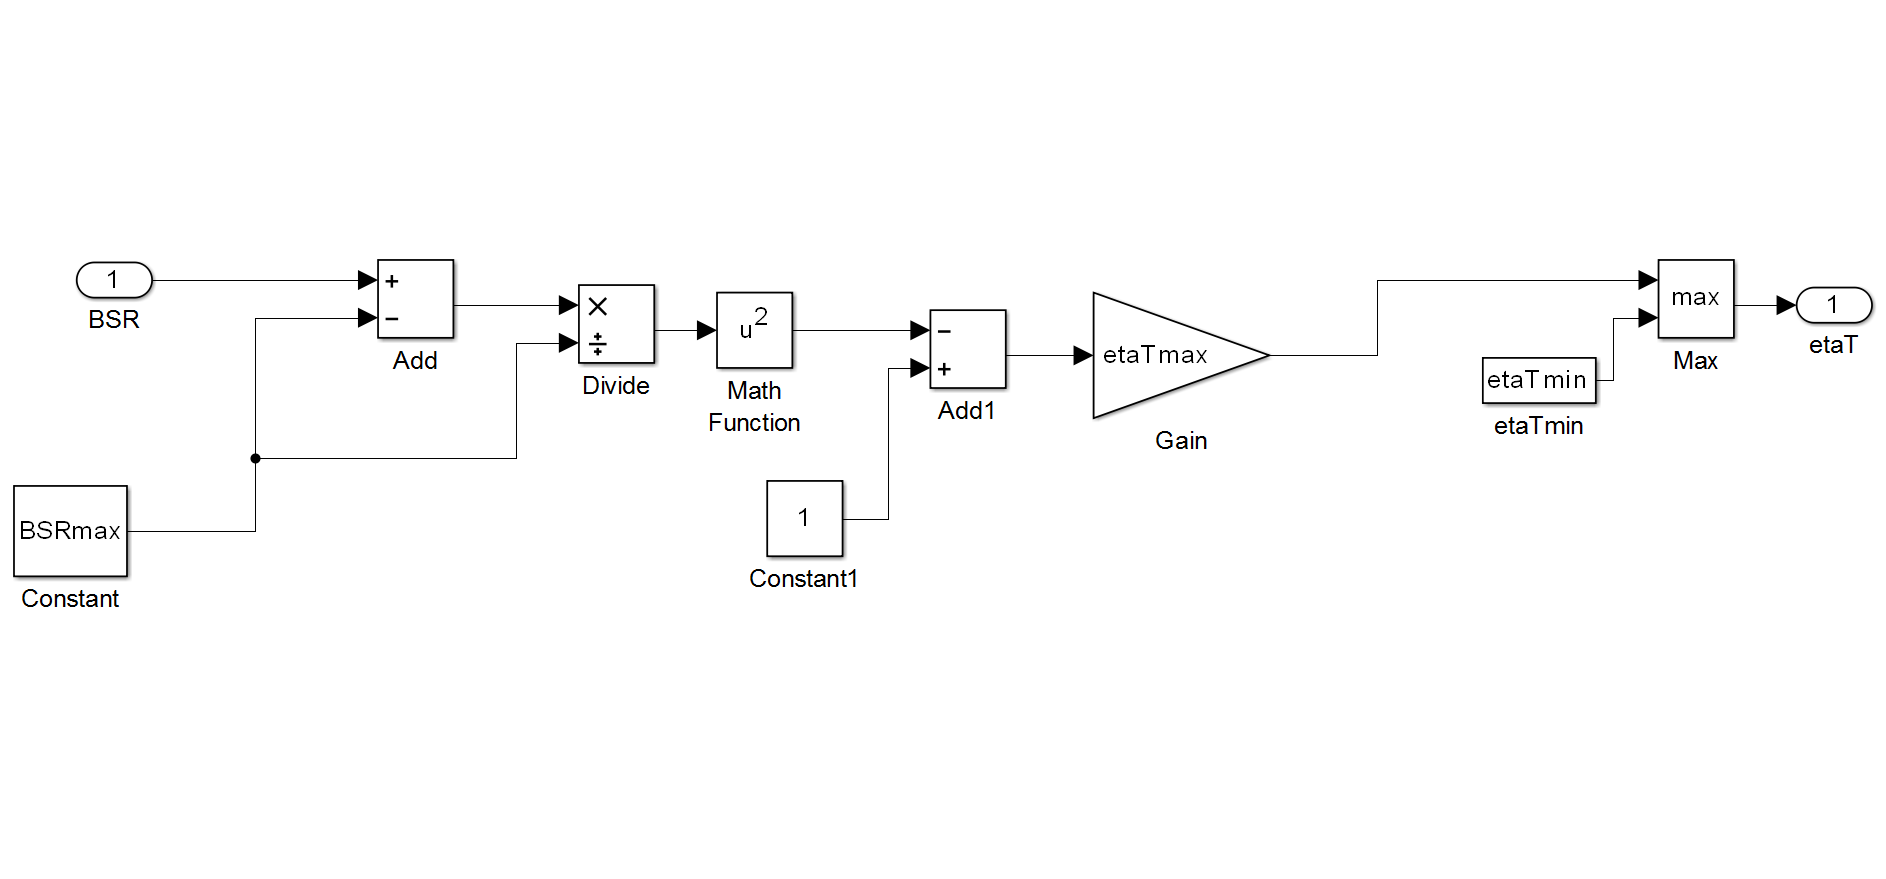 1
BSR
+
−
Add
BSRmax
Constant
×
÷
Divide
u²
Math
Function
−
+
Add1
1
Constant1
etaTmax
Gain
etaTmin
etaTmin
max
Max
1
etaT